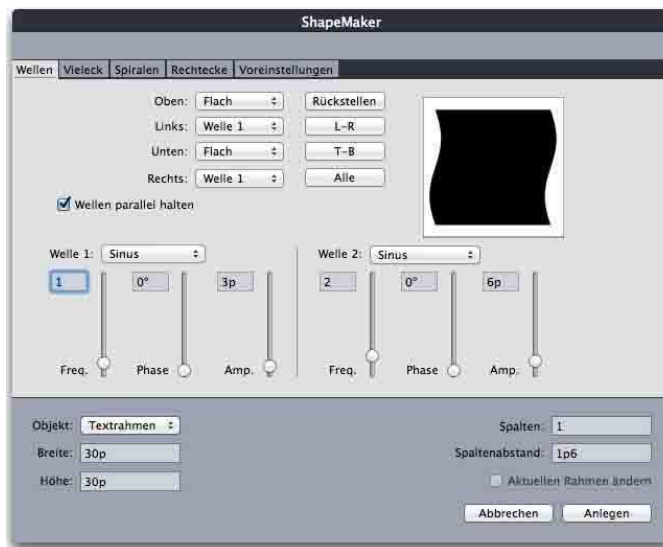 ShapeMaker
Wellen Vieleck Spiralen Rechtecke Voreinstellungen
Oben: Flach Rückstellen
Links: Welle 1 L-R
Unten: Flach T-B
Rechts: Welle 1 Alle
Wellen parallel halten
Welle 1: Sinus Welle 2: Sinus
1 0° 3p 2 0° 6p
Freq. Phase Amp. Freq. Phase Amp.
Objekt: Textrahmen Spalten: 1
Breite: 30p Spaltenabstand: 1p6
Höhe: 30p Aktuellen Rahmen ändern
Abbrechen Anlegen